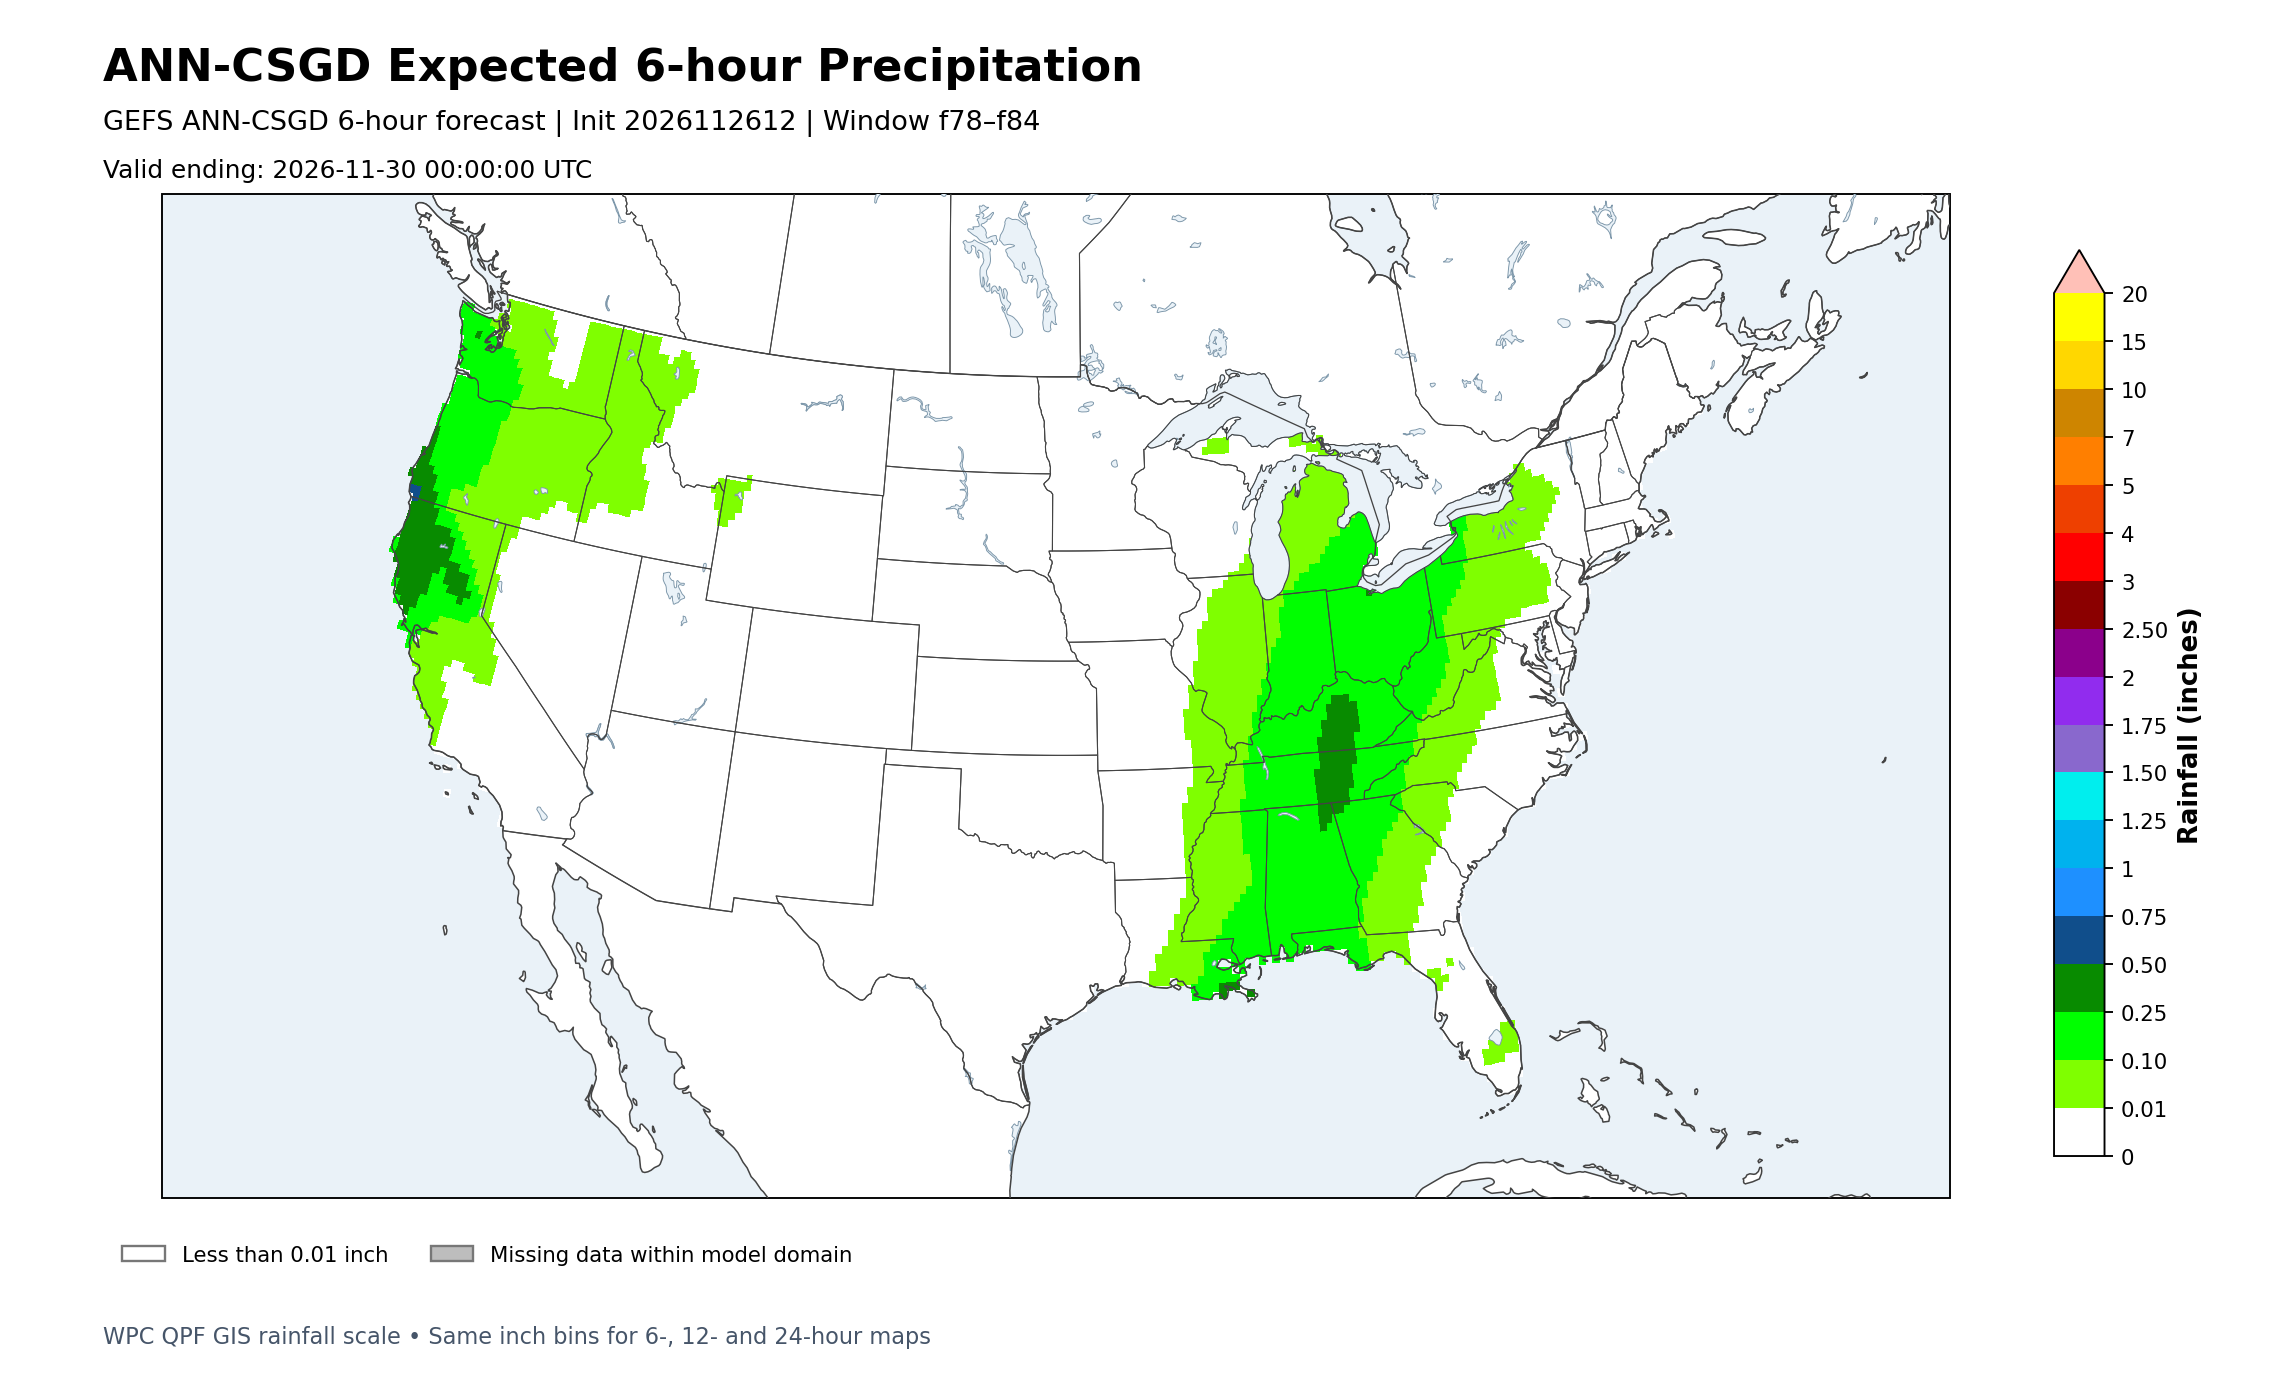 ANN-CSGD Expected 6-hour Precipitation
GEFS ANN-CSGD 6-hour forecast | Init 2026112612 | Window f78–f84
Valid ending: 2026-11-30 00:00:00 UTC
20
15
10
7
5
4
3
2.50
2
1.75
1.50
1.25
1
0.75
0.50
0.25
0.10
0.01
0
Rainfall (inches)
Less than 0.01 inch
Missing data within model domain
WPC QPF GIS rainfall scale • Same inch bins for 6-, 12- and 24-hour maps